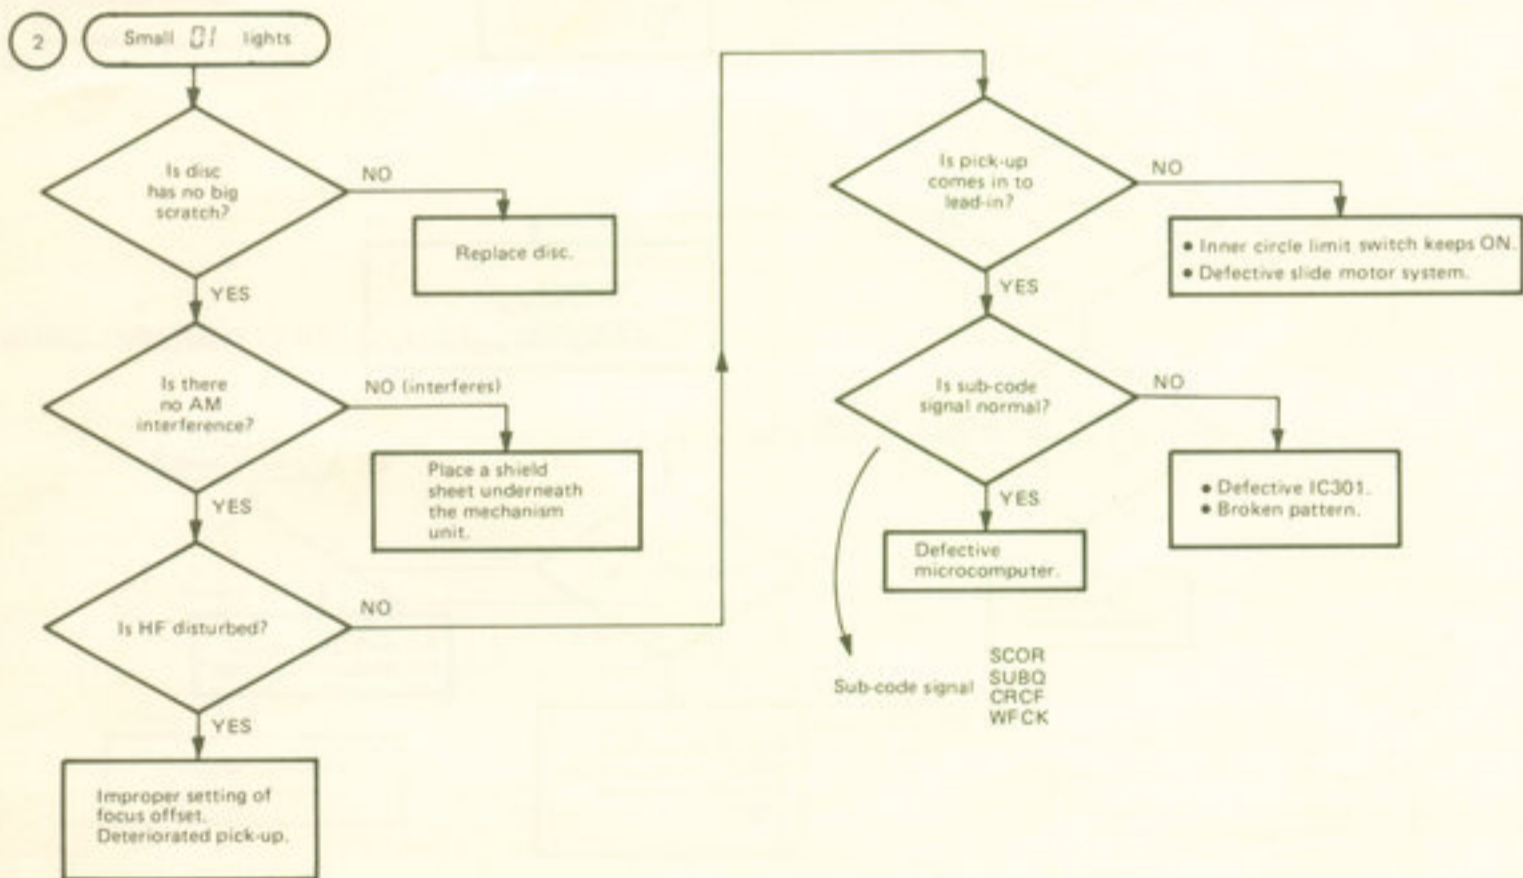 2
Small 01 lights
Is disc
has no big
scratch?
NO
Replace disc.
YES
Is there
no AM
interference?
NO (interferes)
Place a shield
sheet underneath
the mechanism
unit.
YES
Is HF disturbed?
NO
YES
Improper setting of
focus offset.
Deteriorated pick-up.
Is pick-up
comes in to
lead-in?
NO
● Inner circle limit switch keeps ON.
● Defective slide motor system.
YES
Is sub-code
signal normal?
NO
● Defective IC301.
● Broken pattern.
YES
Defective
microcomputer.
Sub-code signal
SCOR
SUBQ
CRCF
WFCK